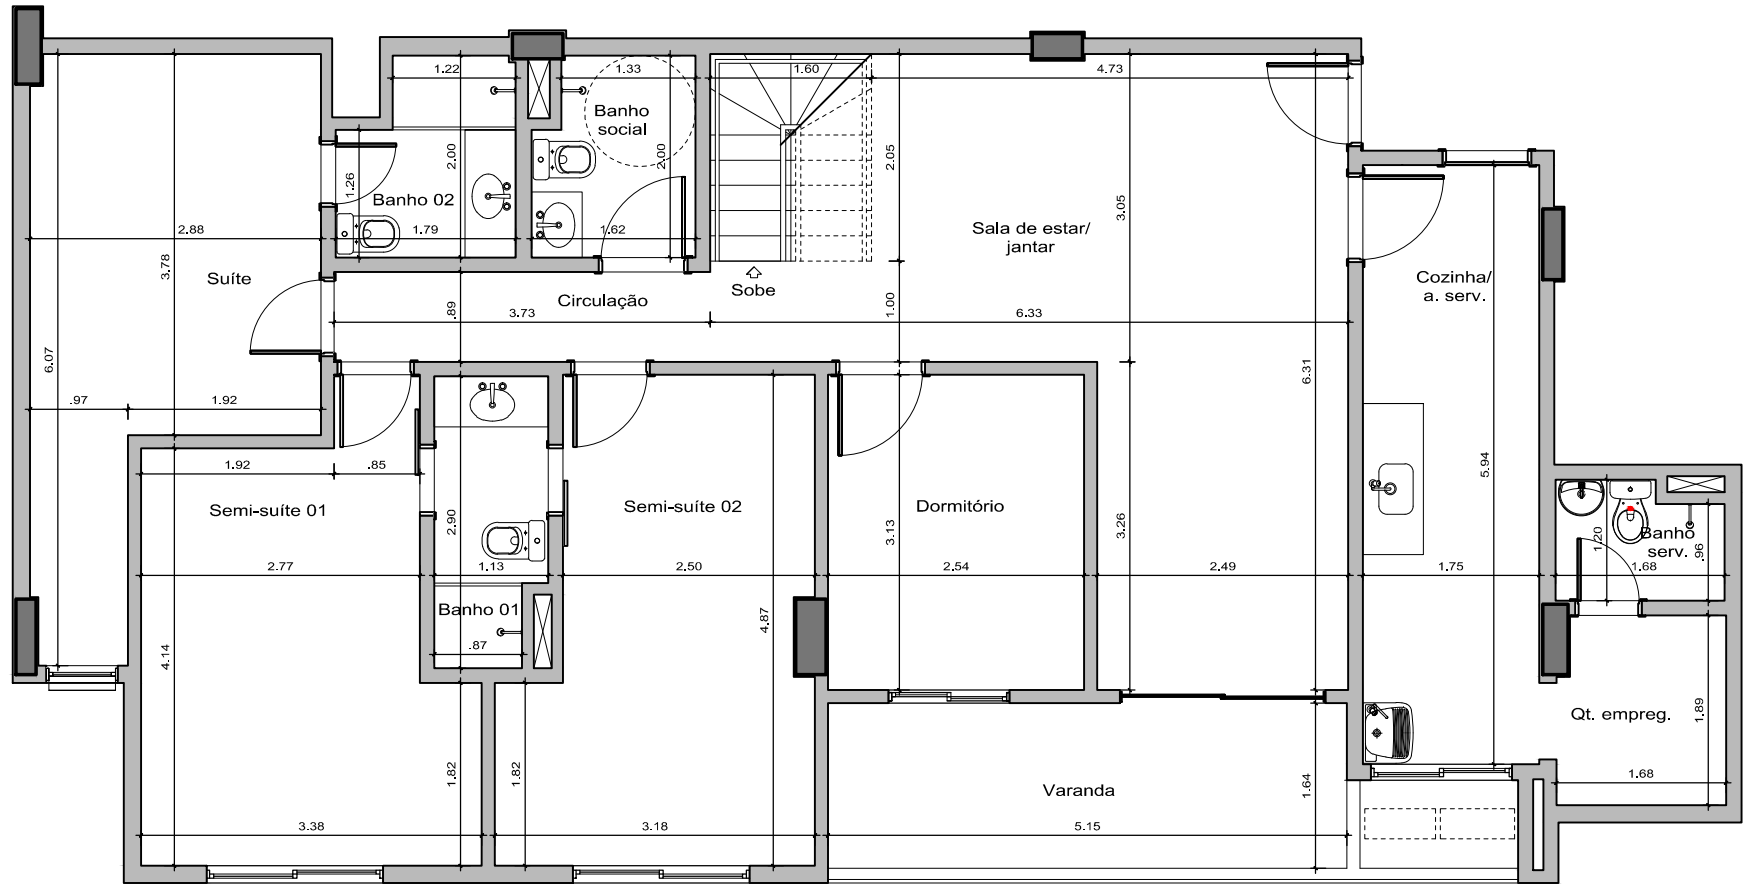 1.22
1.33
1.60
4.73
Banho
social
2.00
2.00
2.05
3.05
1.26
Banho 02
2.88
1.79
1.62
Sala de estar/
jantar
3.78
Suíte
Cozinha/
a. serv.
Circulação
Sobe
.89
1.00
3.73
6.33
6.07
6.31
.97
1.92
1.92
.85
5.94
Semi-suíte 01
Semi-suíte 02
Dormitório
2.90
3.13
3.26
1.20
Banho
serv.
.96
2.77
1.13
2.50
2.54
2.49
1.75
1.68
Banho 01
4.87
.87
4.14
Qt. empreg.
1.89
1.82
1.82
1.64
Varanda
1.68
3.38
3.18
5.15